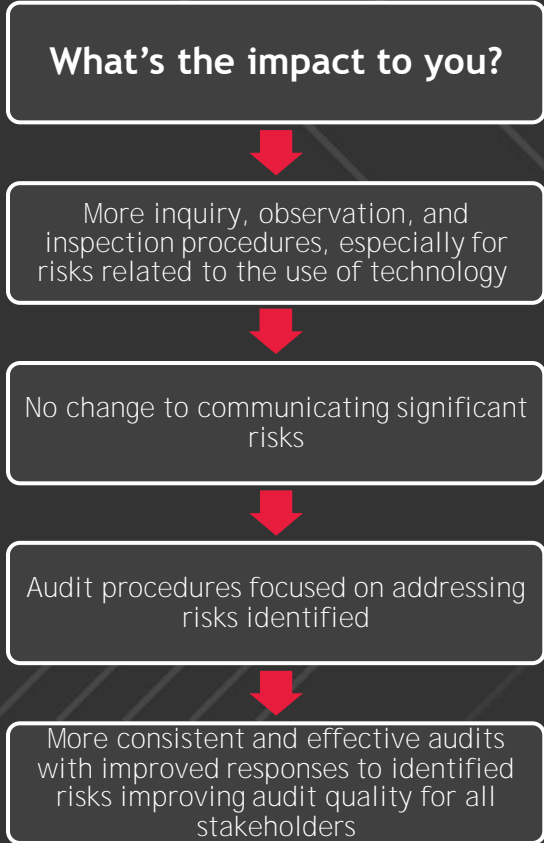 What’s the impact to you?
More inquiry, observation, and
inspection procedures, especially for
risks related to the use of technology
No change to communicating significant
risks
Audit procedures focused on addressing
risks identified
More consistent and effective audits
with improved responses to identified
risks improving audit quality for all
stakeholders